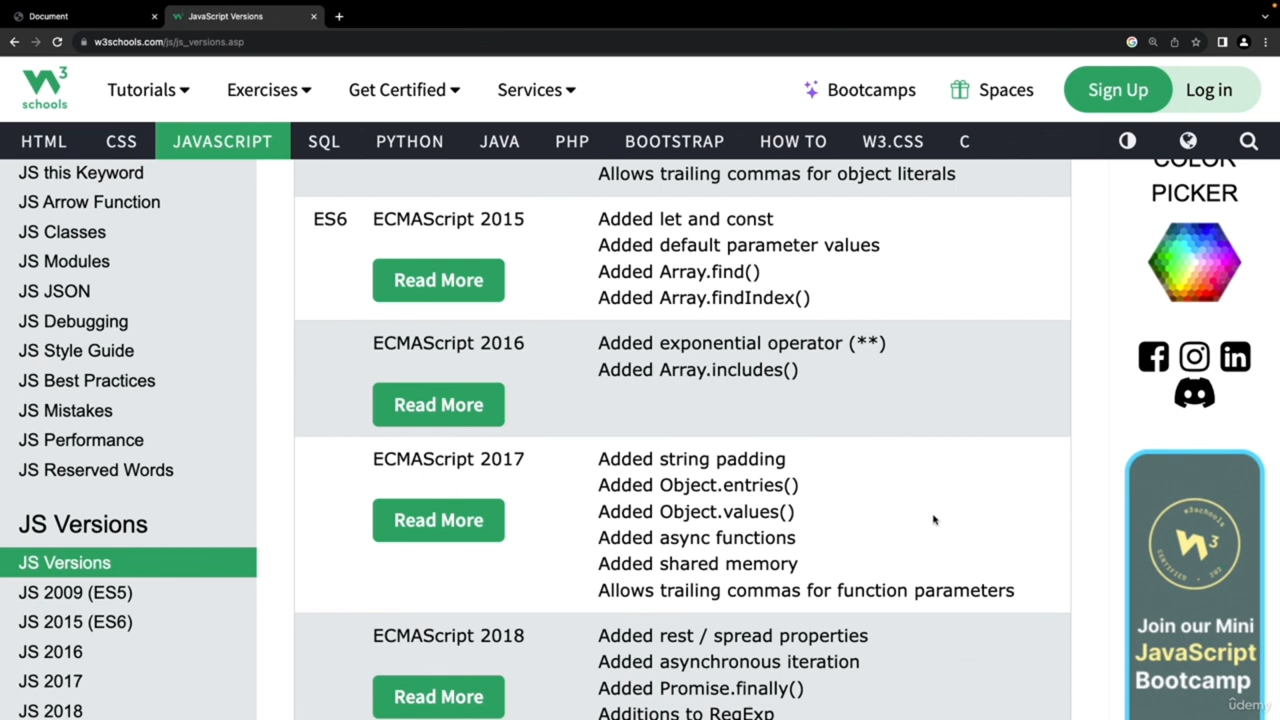 Document
JavaScript Versions
w3schools.com/js/js_versions.asp
W3
schools
Tutorials
Exercises
Get Certified
Services
Bootcamps
Spaces
Sign Up
Log in
HTML
CSS
JAVASCRIPT
SQL
PYTHON
JAVA
PHP
BOOTSTRAP
HOW TO
W3.CSS
C
JS this Keyword
JS Arrow Function
JS Classes
JS Modules
JS JSON
JS Debugging
JS Style Guide
JS Best Practices
JS Mistakes
JS Performance
JS Reserved Words
JS Versions
JS Versions
JS 2009 (ES5)
JS 2015 (ES6)
JS 2016
JS 2017
JS 2018
Allows trailing commas for object literals
ES6
ECMAScript 2015
Read More
Added let and const
Added default parameter values
Added Array.find()
Added Array.findIndex()
ECMAScript 2016
Read More
Added exponential operator (**)
Added Array.includes()
ECMAScript 2017
Read More
Added string padding
Added Object.entries()
Added Object.values()
Added async functions
Added shared memory
Allows trailing commas for function parameters
ECMAScript 2018
Read More
Added rest / spread properties
Added asynchronous iteration
Added Promise.finally()
Additions to RegExp
COLOR
PICKER
w3schools
W3
CERTIFIED
Join our Mini
JavaScript
Bootcamp
udemy